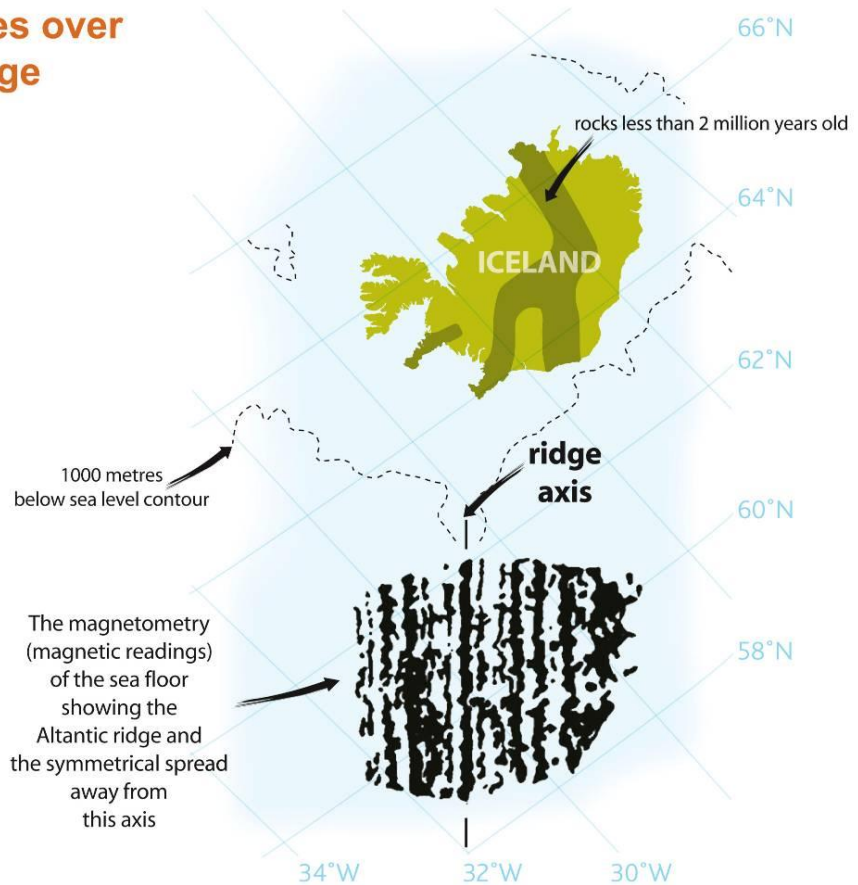 es over
ge
66°N
rocks less than 2 million years old
64°N
ICELAND
62°N
ridge
axis
1000 metres
below sea level contour
60°N
The magnetometry
(magnetic readings)
of the sea floor
showing the
Altantic ridge and
the symmetrical spread
away from
this axis
58°N
34°W
32°W
30°W